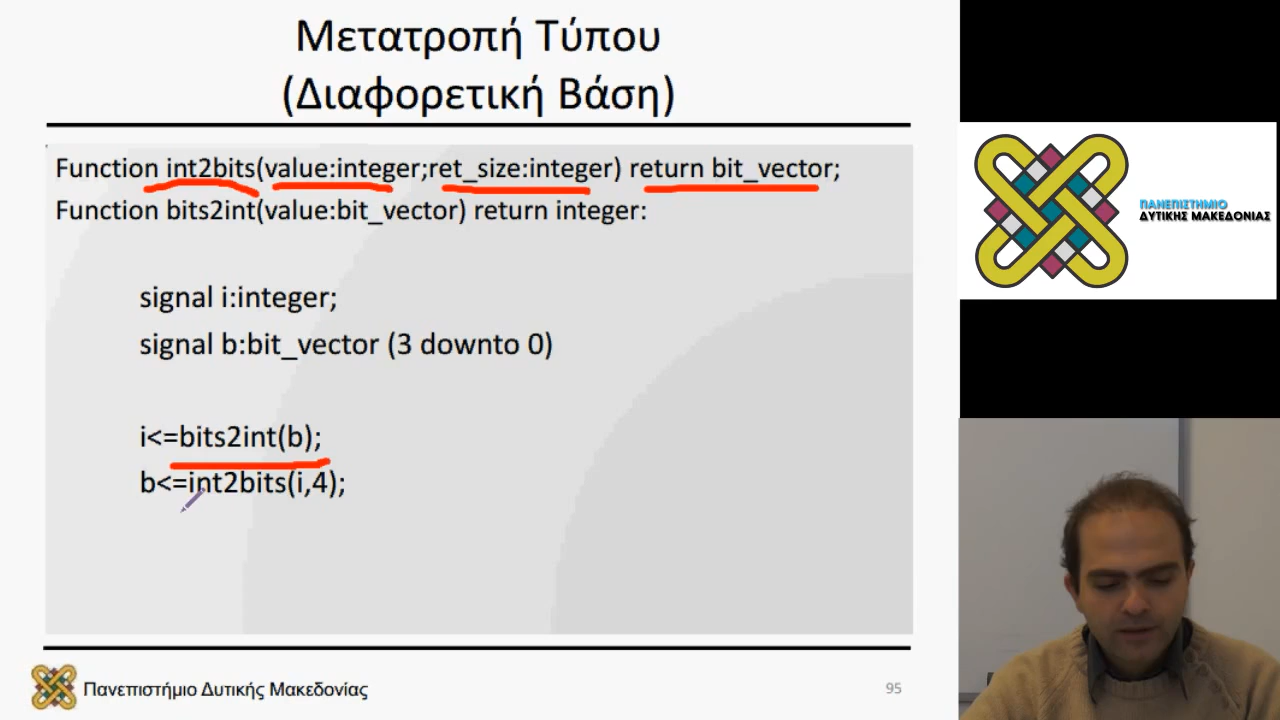 Μετατροπή Τύπου
(Διαφορετική Βάση)
Function int2bits(value:integer;ret_size:integer) return bit_vector;
Function bits2int(value:bit_vector) return integer:
signal i:integer;
signal b:bit_vector (3 downto 0)
i<=bits2int(b);
b<=int2bits(i,4);
Πανεπιστήμιο Δυτικής Μακεδονίας
95
ΠΑΝΕΠΙΣΤΗΜΙΟ
ΔΥΤΙΚΗΣ ΜΑΚΕΔΟΝΙΑΣ